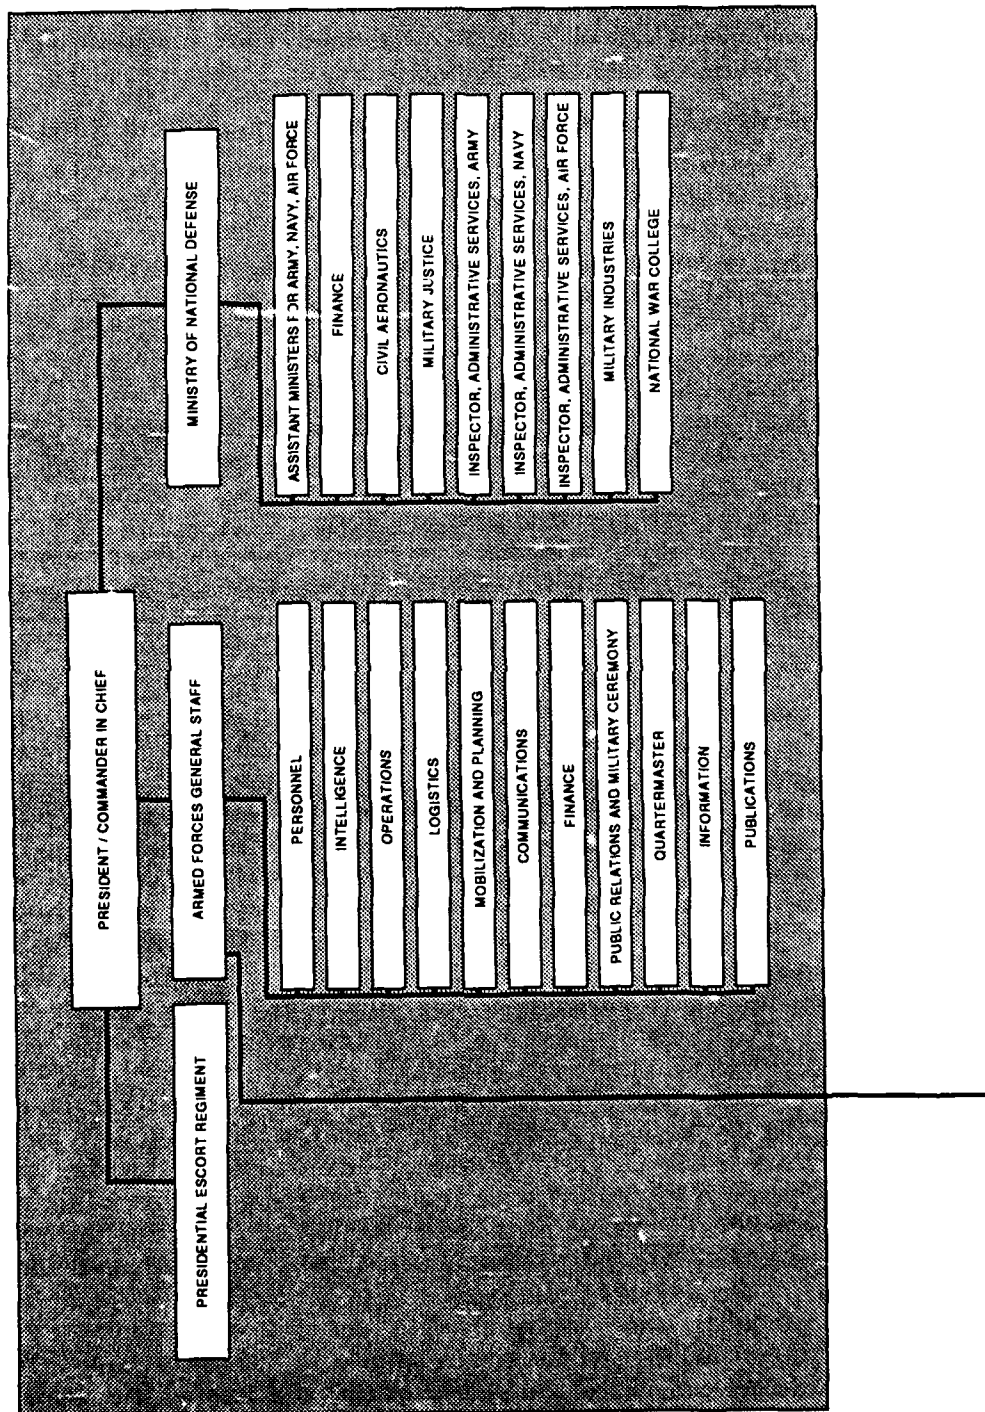 PRESIDENT / COMMANDER IN CHIEF
PRESIDENTIAL ESCORT REGIMENT
ARMED FORCES GENERAL STAFF
MINISTRY OF NATIONAL DEFENSE
PERSONNEL
INTELLIGENCE
OPERATIONS
LOGISTICS
MOBILIZATION AND PLANNING
COMMUNICATIONS
FINANCE
PUBLIC RELATIONS AND MILITARY CEREMONY
QUARTERMASTER
INFORMATION
PUBLICATIONS
ASSISTANT MINISTERS FOR ARMY, NAVY, AIR FORCE
FINANCE
CIVIL AERONAUTICS
MILITARY JUSTICE
INSPECTOR, ADMINISTRATIVE SERVICES, ARMY
INSPECTOR, ADMINISTRATIVE SERVICES, NAVY
INSPECTOR, ADMINISTRATIVE SERVICES, AIR FORCE
MILITARY INDUSTRIES
NATIONAL WAR COLLEGE